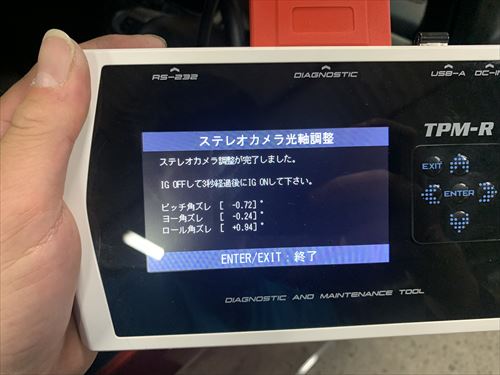 RS-232 DIAGNOSTIC USB-A DC-IN
TPM-R
ステレオカメラ光軸調整
ステレオカメラ調整が完了しました。
EXIT
IG OFFして3秒経過後にIG ONして下さい。
ENTER
ピッチ角ズレ [ -0.72]°
ヨー角ズレ [ -0.24]°
ロール角ズレ [ +0.94]°
ENTER/EXIT：終了
DIAGNOSTIC AND MAINTENANCE TOOL